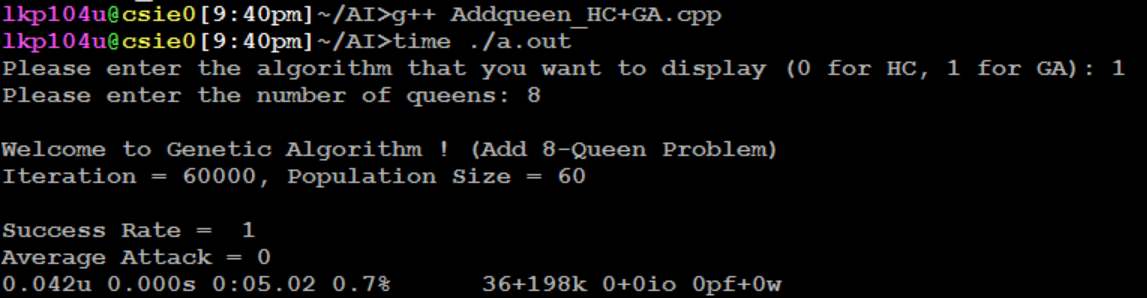 lkp104u@csie0[9:40pm]~/AI>g++ Addqueen_HC+GA.cpp
lkp104u@csie0[9:40pm]~/AI>time ./a.out
Please enter the algorithm that you want to display (0 for HC, 1 for GA): 1
Please enter the number of queens: 8
Welcome to Genetic Algorithm ! (Add 8-Queen Problem)
Iteration = 60000, Population Size = 60
Success Rate =  1
Average Attack = 0
0.042u 0.000s 0:05.02 0.7%      36+198k 0+0io 0pf+0w